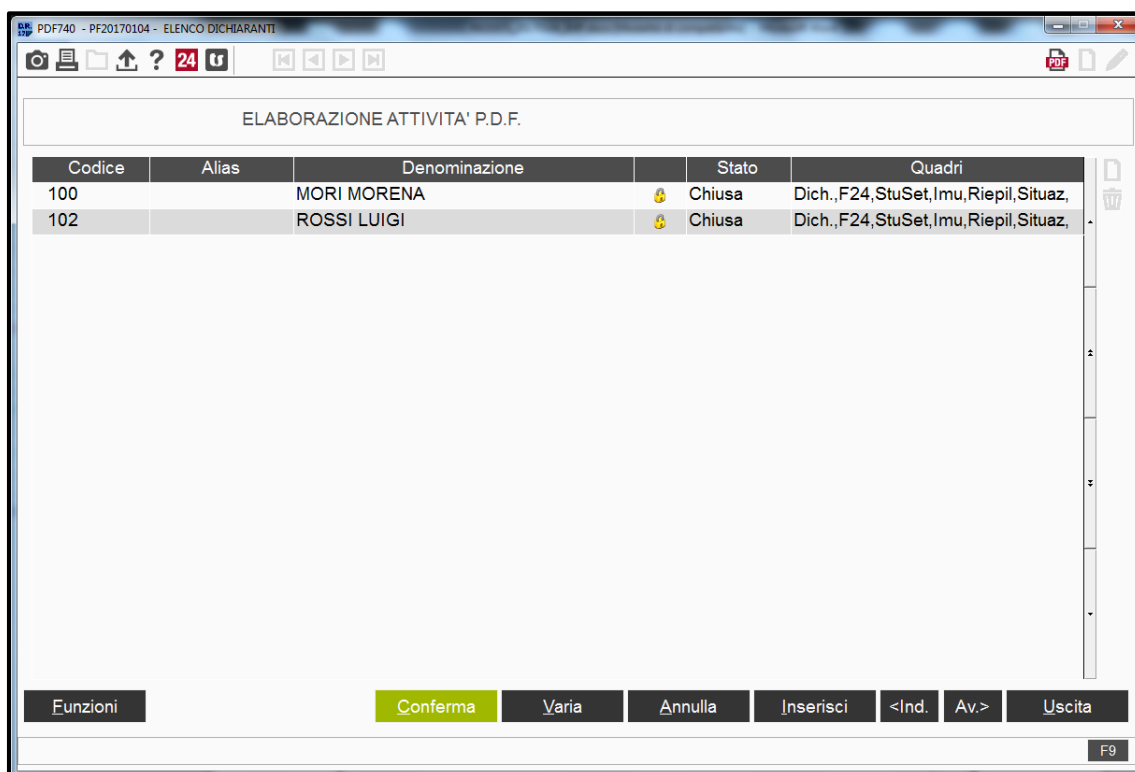 D.R. 770 PDF740 - PF20170104 - ELENCO DICHIARANTI
? 24
PDF
ELABORAZIONE ATTIVITA' P.D.F.
Codice Alias Denominazione Stato Quadri
100 MORI MORENA Chiusa Dich.,F24,StuSet,Imu,Riepil,Situaz,
102 ROSSI LUIGI Chiusa Dich.,F24,StuSet,Imu,Riepil,Situaz,
Funzioni Conferma Varia Annulla Inserisci <Ind. Av.> Uscita
F9